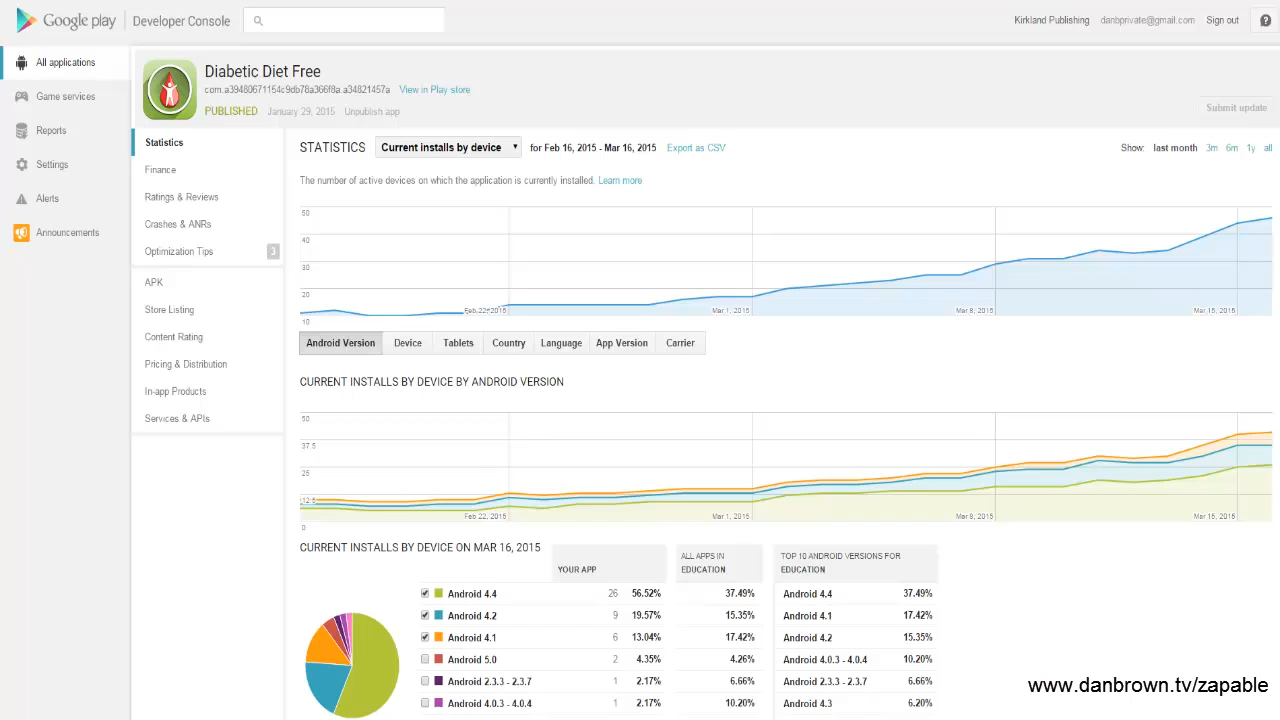 Google play Developer Console
Kirkland Publishing danbprivate@gmail.com Sign out ?
All applications
Game services
Reports
Settings
Alerts
Announcements
Diabetic Diet Free
com.a39480671154c9db78a366f8a.a34821457a View in Play store
PUBLISHED January 29, 2015 Unpublish app
Submit update
Statistics
Finance
Ratings & Reviews
Crashes & ANRs
Optimization Tips 3
APK
Store Listing
Content Rating
Pricing & Distribution
In-app Products
Services & APIs
STATISTICS Current installs by device for Feb 16, 2015 - Mar 16, 2015 Export as CSV
Show: last month 3m 6m 1y all
The number of active devices on which the application is currently installed. Learn more
50
40
30
20
10
Feb 22, 2015 Mar 1, 2015 Mar 8, 2015 Mar 15, 2015
Android Version Device Tablets Country Language App Version Carrier
CURRENT INSTALLS BY DEVICE BY ANDROID VERSION
50
37.5
25
12.5
0
Feb 22, 2015 Mar 1, 2015 Mar 8, 2015 Mar 15, 2015
CURRENT INSTALLS BY DEVICE ON MAR 16, 2015
YOUR APP
ALL APPS IN
EDUCATION
TOP 10 ANDROID VERSIONS FOR
EDUCATION
Android 4.4 26 56.52% 37.49% Android 4.4 37.49%
Android 4.2 9 19.57% 15.35% Android 4.1 17.42%
Android 4.1 6 13.04% 17.42% Android 4.2 15.35%
Android 5.0 2 4.35% 4.26% Android 4.0.3 - 4.0.4 10.20%
Android 2.3.3 - 2.3.7 1 2.17% 6.66% Android 2.3.3 - 2.3.7 6.66%
Android 4.0.3 - 4.0.4 1 2.17% 10.20% Android 4.3 6.20%
www.danbrown.tv/zapable